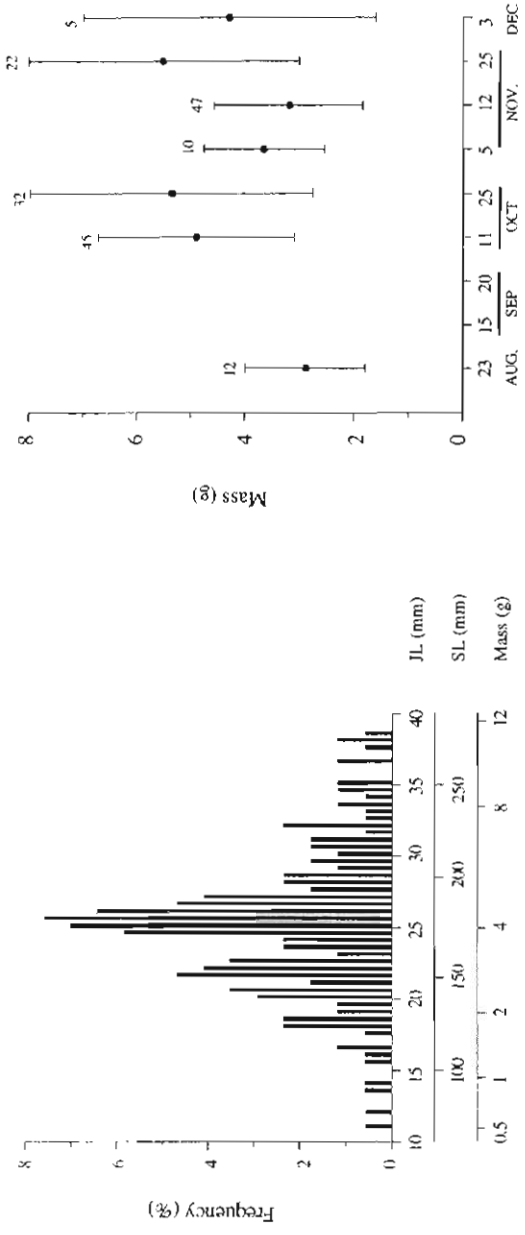 8
6
4
2
0
Frequency (%)
10 15 20 25 30 35 40 JL (mm)
100 150 200 250 SL (mm)
0.5 1 2 4 8 12 Mass (g)
8
6
4
2
0
Mass (g)
12 45 32 10 47 22 5
23 15 20 11 25 5 12 25 3
AUG. SEP OCT NOV. DEC